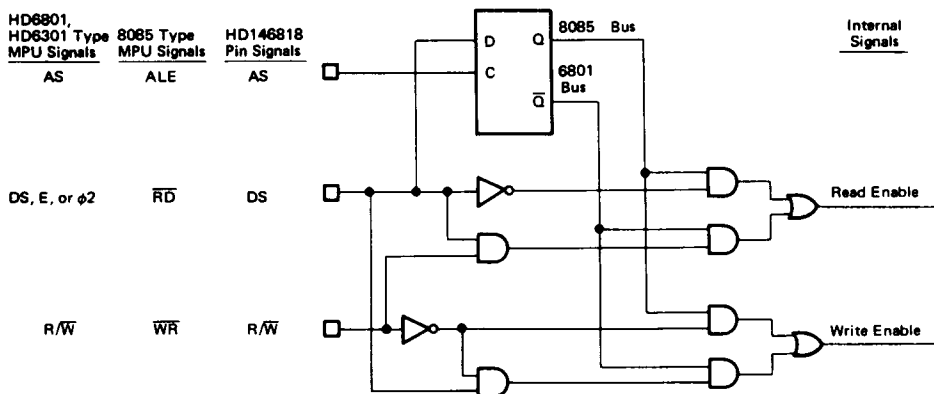 HD6801,
HD6301 Type 8085 Type HD146818 Internal
MPU Signals MPU Signals Pin Signals Signals
AS ALE AS
D Q 8085 Bus
C 6801
Q̅ Bus
DS, E, or φ2 R̅D̅ DS
Read Enable
R/W̅ W̅R̅ R/W̅
Write Enable